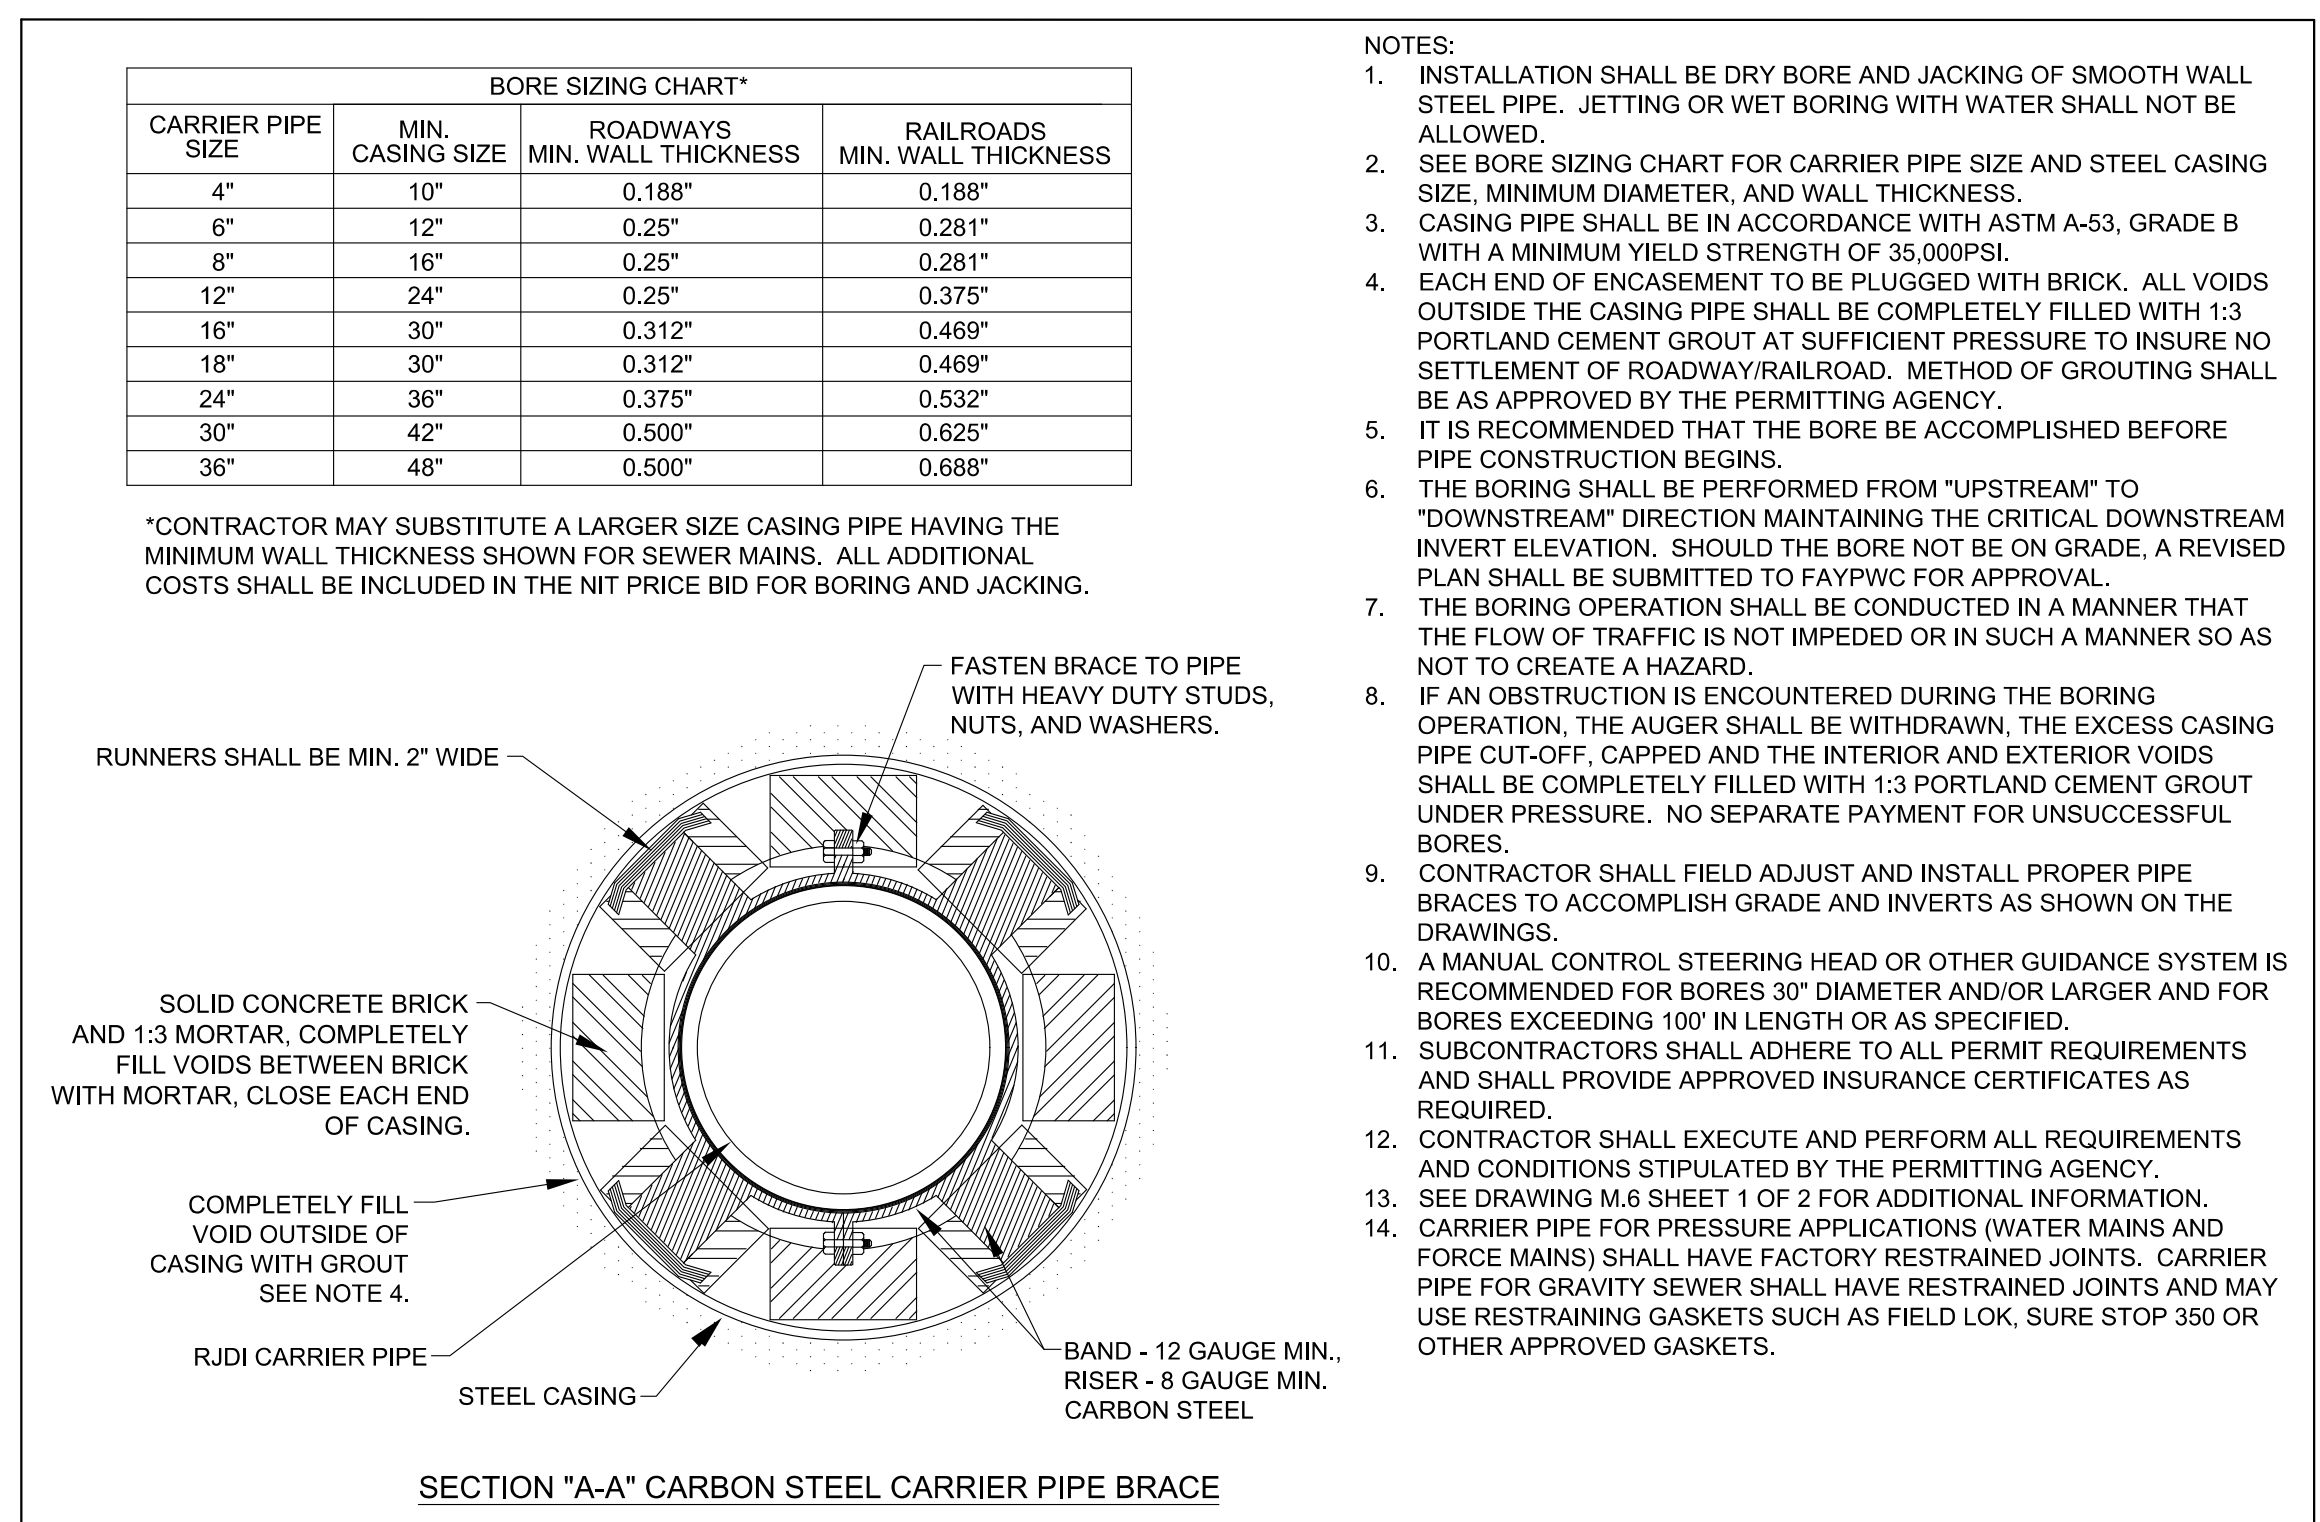 BORE SIZING CHART*
CARRIER PIPE SIZE MIN. CASING SIZE ROADWAYS MIN. WALL THICKNESS RAILROADS MIN. WALL THICKNESS
4" 10" 0.188" 0.188"
6" 12" 0.25" 0.281"
8" 16" 0.25" 0.281"
12" 24" 0.25" 0.375"
16" 30" 0.312" 0.469"
18" 30" 0.312" 0.469"
24" 36" 0.375" 0.532"
30" 42" 0.500" 0.625"
36" 48" 0.500" 0.688"
*CONTRACTOR MAY SUBSTITUTE A LARGER SIZE CASING PIPE HAVING THE
MINIMUM WALL THICKNESS SHOWN FOR SEWER MAINS. ALL ADDITIONAL
COSTS SHALL BE INCLUDED IN THE NIT PRICE BID FOR BORING AND JACKING.
FASTEN BRACE TO PIPE
WITH HEAVY DUTY STUDS,
NUTS, AND WASHERS.
RUNNERS SHALL BE MIN. 2" WIDE
SOLID CONCRETE BRICK
AND 1:3 MORTAR, COMPLETELY
FILL VOIDS BETWEEN BRICK
WITH MORTAR, CLOSE EACH END
OF CASING.
COMPLETELY FILL
VOID OUTSIDE OF
CASING WITH GROUT
SEE NOTE 4.
RJDI CARRIER PIPE
STEEL CASING
BAND - 12 GAUGE MIN.,
RISER - 8 GAUGE MIN.
CARBON STEEL
SECTION "A-A" CARBON STEEL CARRIER PIPE BRACE
NOTES:
1. INSTALLATION SHALL BE DRY BORE AND JACKING OF SMOOTH WALL
STEEL PIPE. JETTING OR WET BORING WITH WATER SHALL NOT BE
ALLOWED.
2. SEE BORE SIZING CHART FOR CARRIER PIPE SIZE AND STEEL CASING
SIZE, MINIMUM DIAMETER, AND WALL THICKNESS.
3. CASING PIPE SHALL BE IN ACCORDANCE WITH ASTM A-53, GRADE B
WITH A MINIMUM YIELD STRENGTH OF 35,000PSI.
4. EACH END OF ENCASEMENT TO BE PLUGGED WITH BRICK. ALL VOIDS
OUTSIDE THE CASING PIPE SHALL BE COMPLETELY FILLED WITH 1:3
PORTLAND CEMENT GROUT AT SUFFICIENT PRESSURE TO INSURE NO
SETTLEMENT OF ROADWAY/RAILROAD. METHOD OF GROUTING SHALL
BE AS APPROVED BY THE PERMITTING AGENCY.
5. IT IS RECOMMENDED THAT THE BORE BE ACCOMPLISHED BEFORE
PIPE CONSTRUCTION BEGINS.
6. THE BORING SHALL BE PERFORMED FROM "UPSTREAM" TO
"DOWNSTREAM" DIRECTION MAINTAINING THE CRITICAL DOWNSTREAM
INVERT ELEVATION. SHOULD THE BORE NOT BE ON GRADE, A REVISED
PLAN SHALL BE SUBMITTED TO FAYPWC FOR APPROVAL.
7. THE BORING OPERATION SHALL BE CONDUCTED IN A MANNER THAT
THE FLOW OF TRAFFIC IS NOT IMPEDED OR IN SUCH A MANNER SO AS
NOT TO CREATE A HAZARD.
8. IF AN OBSTRUCTION IS ENCOUNTERED DURING THE BORING
OPERATION, THE AUGER SHALL BE WITHDRAWN, THE EXCESS CASING
PIPE CUT-OFF, CAPPED AND THE INTERIOR AND EXTERIOR VOIDS
SHALL BE COMPLETELY FILLED WITH 1:3 PORTLAND CEMENT GROUT
UNDER PRESSURE. NO SEPARATE PAYMENT FOR UNSUCCESSFUL
BORES.
9. CONTRACTOR SHALL FIELD ADJUST AND INSTALL PROPER PIPE
BRACES TO ACCOMPLISH GRADE AND INVERTS AS SHOWN ON THE
DRAWINGS.
10. A MANUAL CONTROL STEERING HEAD OR OTHER GUIDANCE SYSTEM IS
RECOMMENDED FOR BORES 30" DIAMETER AND/OR LARGER AND FOR
BORES EXCEEDING 100' IN LENGTH OR AS SPECIFIED.
11. SUBCONTRACTORS SHALL ADHERE TO ALL PERMIT REQUIREMENTS
AND SHALL PROVIDE APPROVED INSURANCE CERTIFICATES AS
REQUIRED.
12. CONTRACTOR SHALL EXECUTE AND PERFORM ALL REQUIREMENTS
AND CONDITIONS STIPULATED BY THE PERMITTING AGENCY.
13. SEE DRAWING M.6 SHEET 1 OF 2 FOR ADDITIONAL INFORMATION.
14. CARRIER PIPE FOR PRESSURE APPLICATIONS (WATER MAINS AND
FORCE MAINS) SHALL HAVE FACTORY RESTRAINED JOINTS. CARRIER
PIPE FOR GRAVITY SEWER SHALL HAVE RESTRAINED JOINTS AND MAY
USE RESTRAINING GASKETS SUCH AS FIELD LOK, SURE STOP 350 OR
OTHER APPROVED GASKETS.